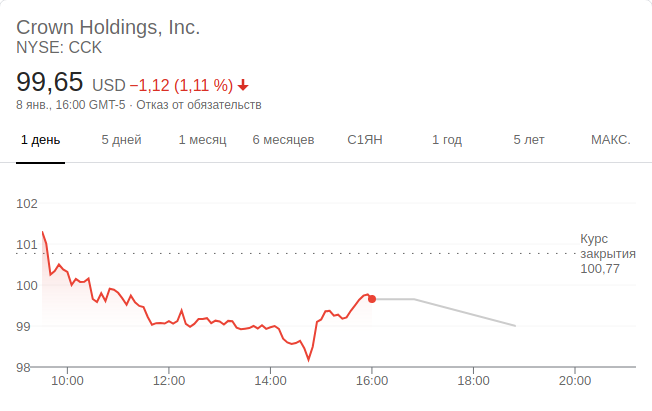 Crown Holdings, Inc.
NYSE: CCK
99,65 USD −1,12 (1,11 %)
8 янв., 16:00 GMT-5 · Отказ от обязательств
1 день 5 дней 1 месяц 6 месяцев С1ЯН 1 год 5 лет МАКС.
102
101
100
99
98
Курс
закрытия
100,77
10:00 12:00 14:00 16:00 18:00 20:00